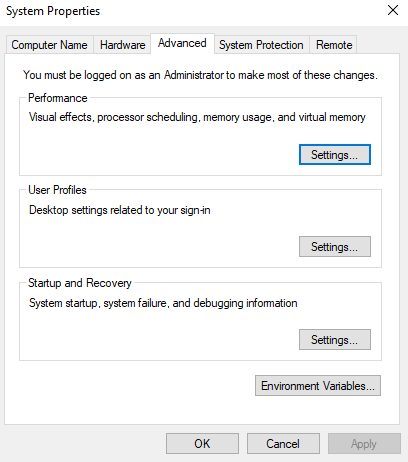 System Properties
Computer Name Hardware Advanced System Protection Remote
You must be logged on as an Administrator to make most of these changes.
Performance
Visual effects, processor scheduling, memory usage, and virtual memory
Settings...
User Profiles
Desktop settings related to your sign-in
Settings...
Startup and Recovery
System startup, system failure, and debugging information
Settings...
Environment Variables...
OK Cancel Apply